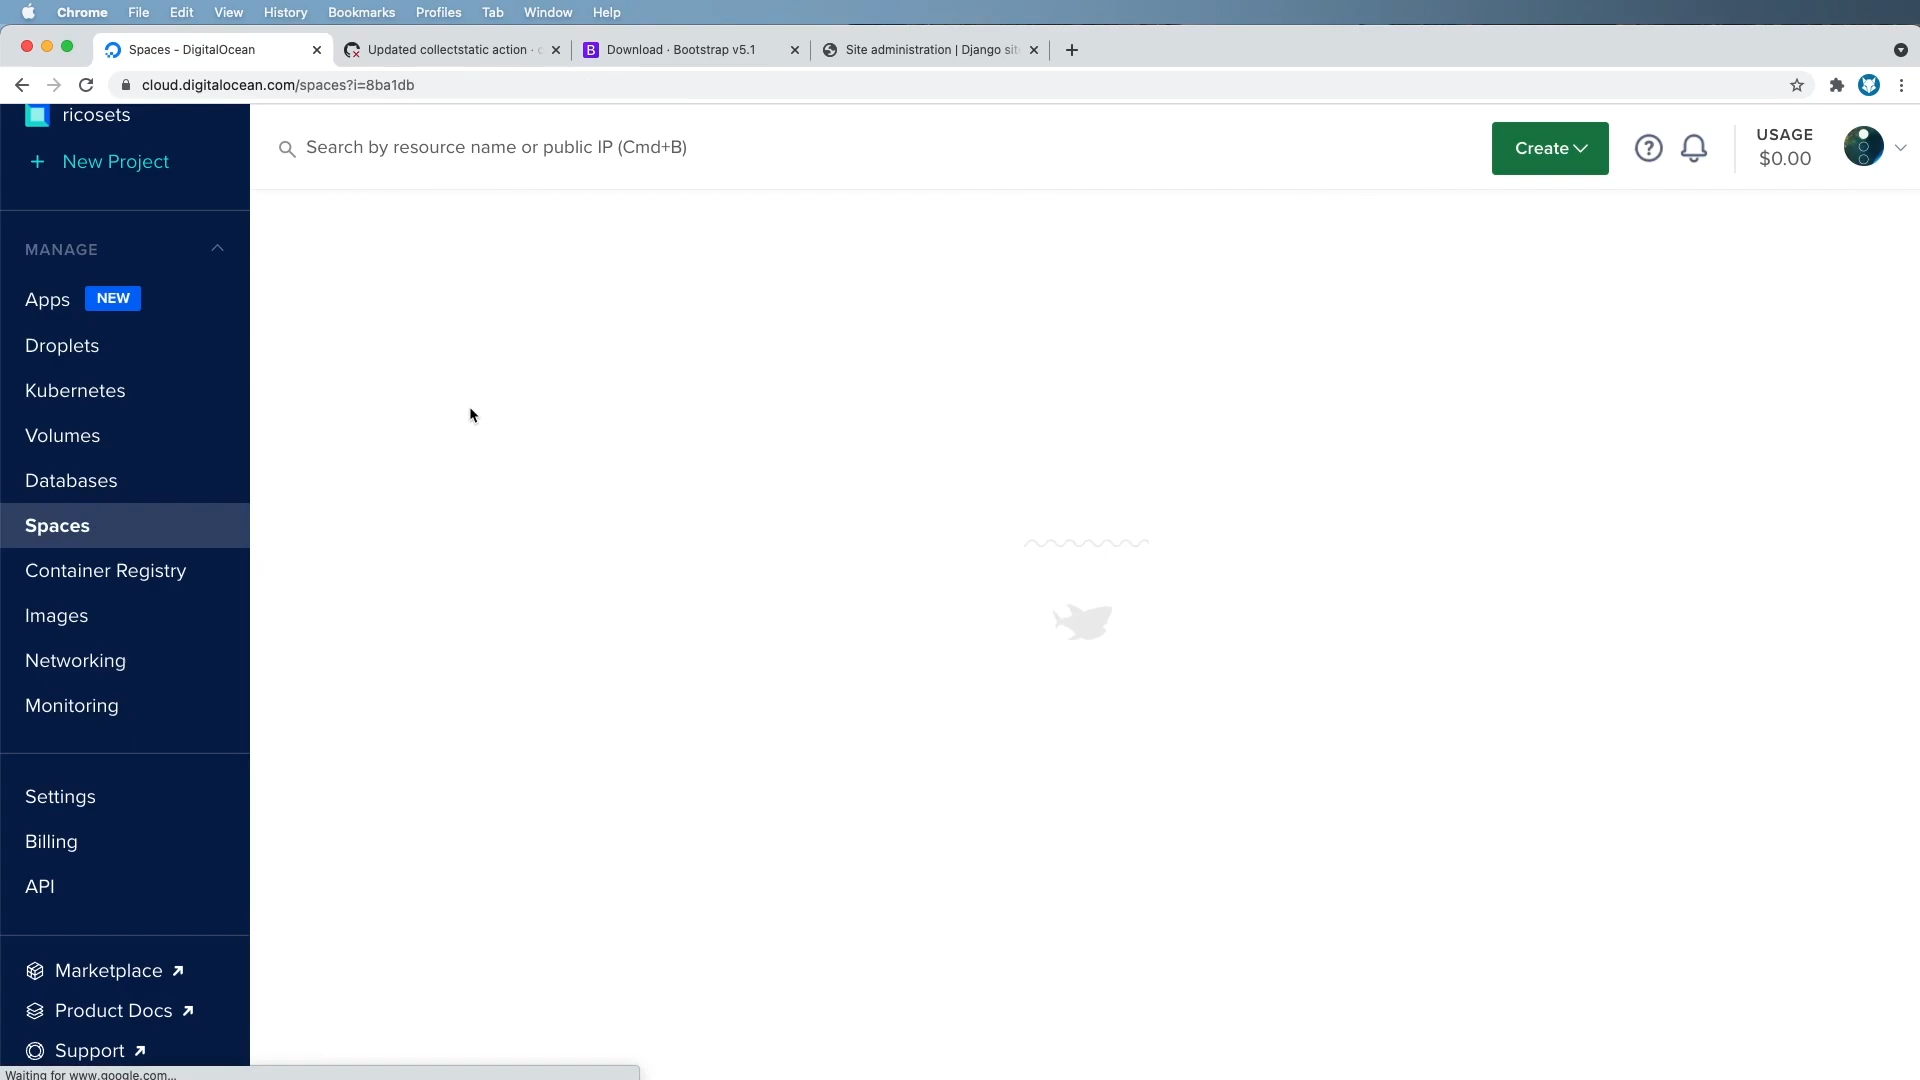 Chrome File Edit View History Bookmarks Profiles Tab Window Help
Spaces - DigitalOcean
Updated collectstatic action ·
B Download · Bootstrap v5.1
Site administration | Django sit
cloud.digitalocean.com/spaces?i=8ba1db
ricosets
+ New Project
Search by resource name or public IP (Cmd+B)
Create
?
USAGE
$0.00
MANAGE
Apps NEW
Droplets
Kubernetes
Volumes
Databases
Spaces
Container Registry
Images
Networking
Monitoring
Settings
Billing
API
Marketplace
Product Docs
Support
Waiting for www.google.com...